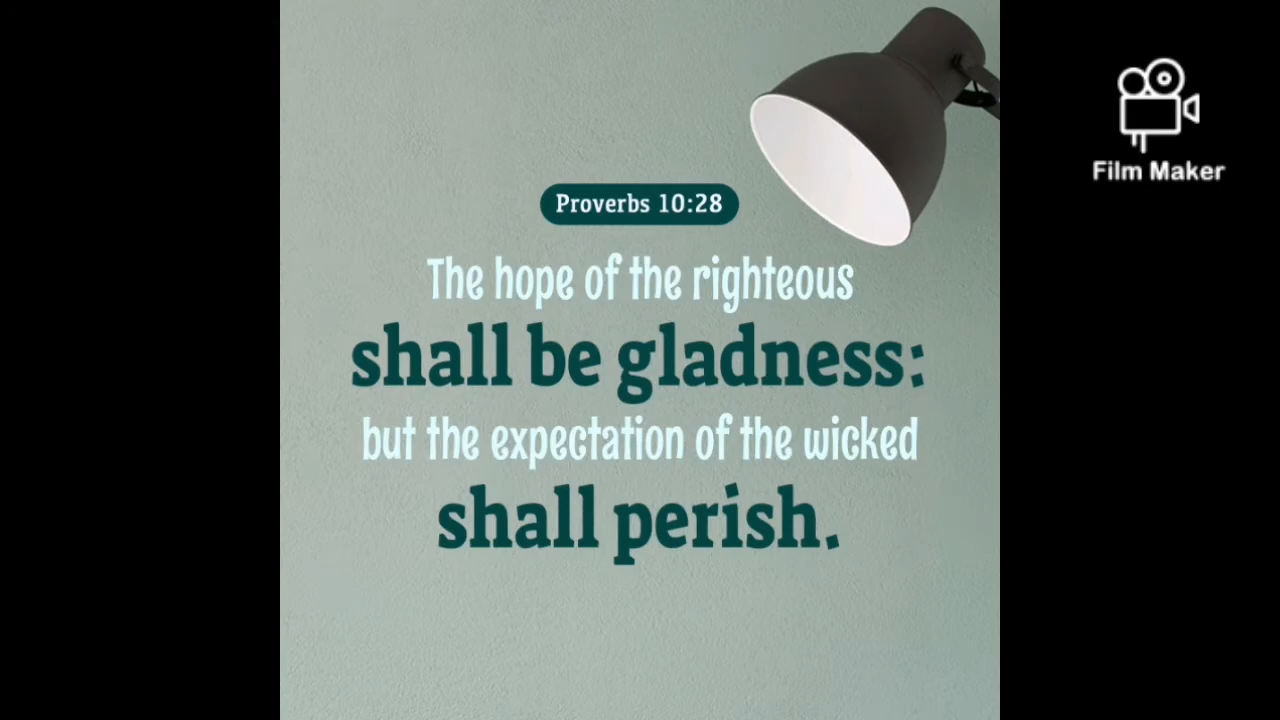 Film Maker
Proverbs 10:28
The hope of the righteous
shall be gladness:
but the expectation of the wicked
shall perish.